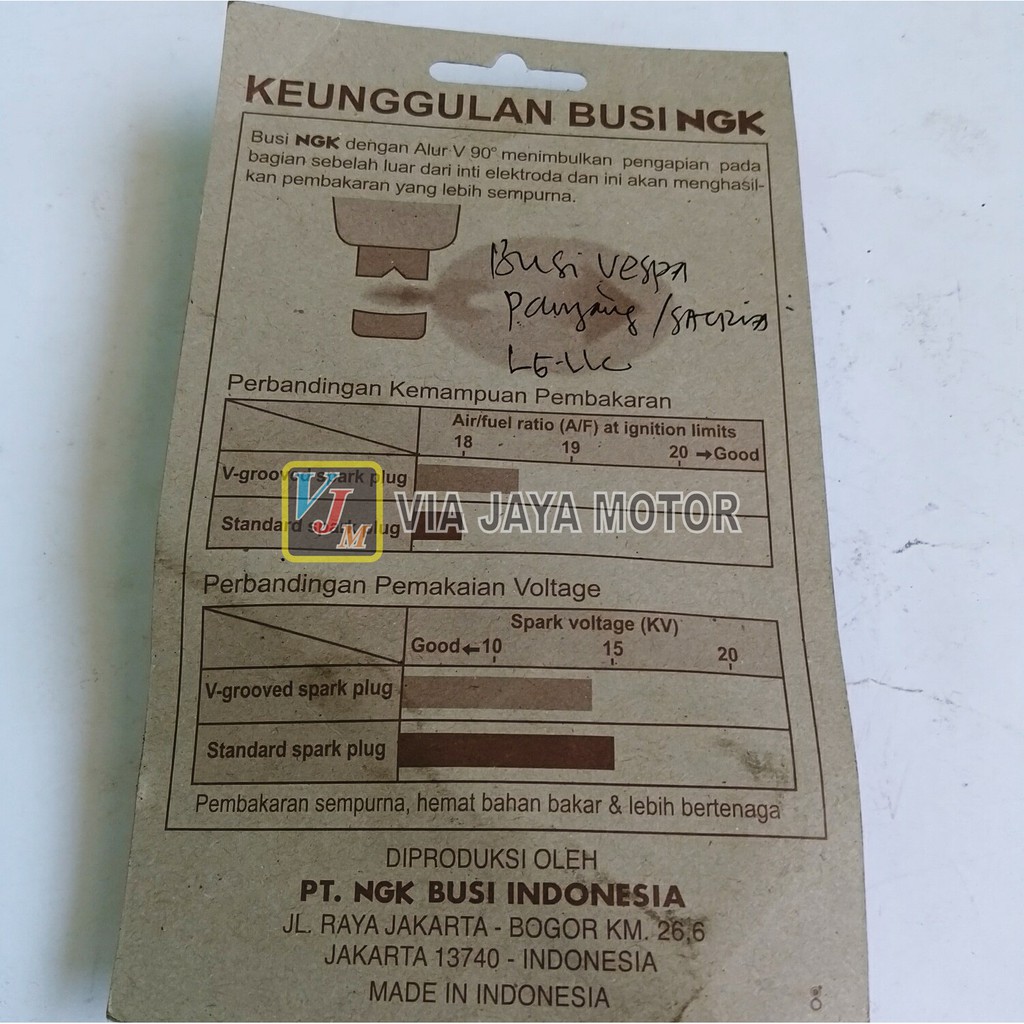 KEUNGGULAN BUSI NGK
Busi NGK dengan Alur V 90° menimbulkan pengapian pada
bagian sebelah luar dari inti elektroda dan ini akan menghasil-
kan pembakaran yang lebih sempurna.
Busi Vespa
Panjang /
Perbandingan Kemampuan Pembakaran
Air/fuel ratio (A/F) at ignition limits
18 19 20 →Good
V-grooved spark plug
Standard spark plug
VJM VIA JAYA MOTOR
Perbandingan Pemakaian Voltage
Spark voltage (KV)
Good←10 15 20
V-grooved spark plug
Standard spark plug
Pembakaran sempurna, hemat bahan bakar & lebih bertenaga
DIPRODUKSI OLEH
PT. NGK BUSI INDONESIA
JL. RAYA JAKARTA - BOGOR KM. 26,6
JAKARTA 13740 - INDONESIA
MADE IN INDONESIA